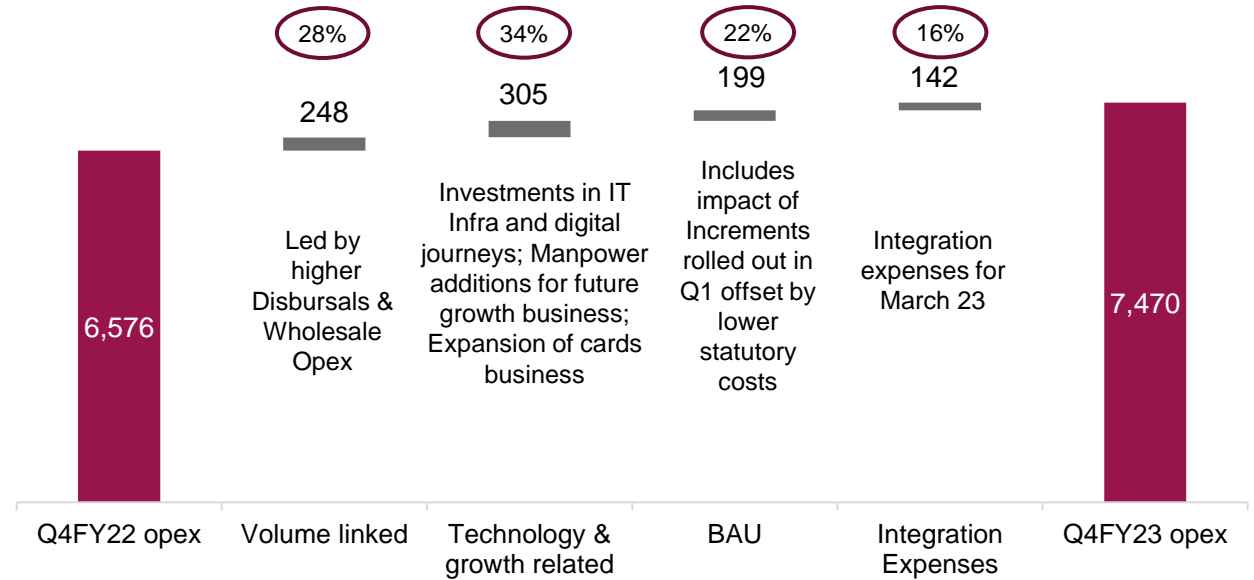 28%
34%
22%
16%
248
305
199
142
6,576
Led by
higher
Disbursals &
Wholesale
Opex
Investments in IT
Infra and digital
journeys; Manpower
additions for future
growth business;
Expansion of cards
business
Includes
impact of
Increments
rolled out in
Q1 offset by
lower
statutory
costs
Integration
expenses for
March 23
7,470
Q4FY22 opex
Volume linked
Technology &
growth related
BAU
Integration
Expenses
Q4FY23 opex